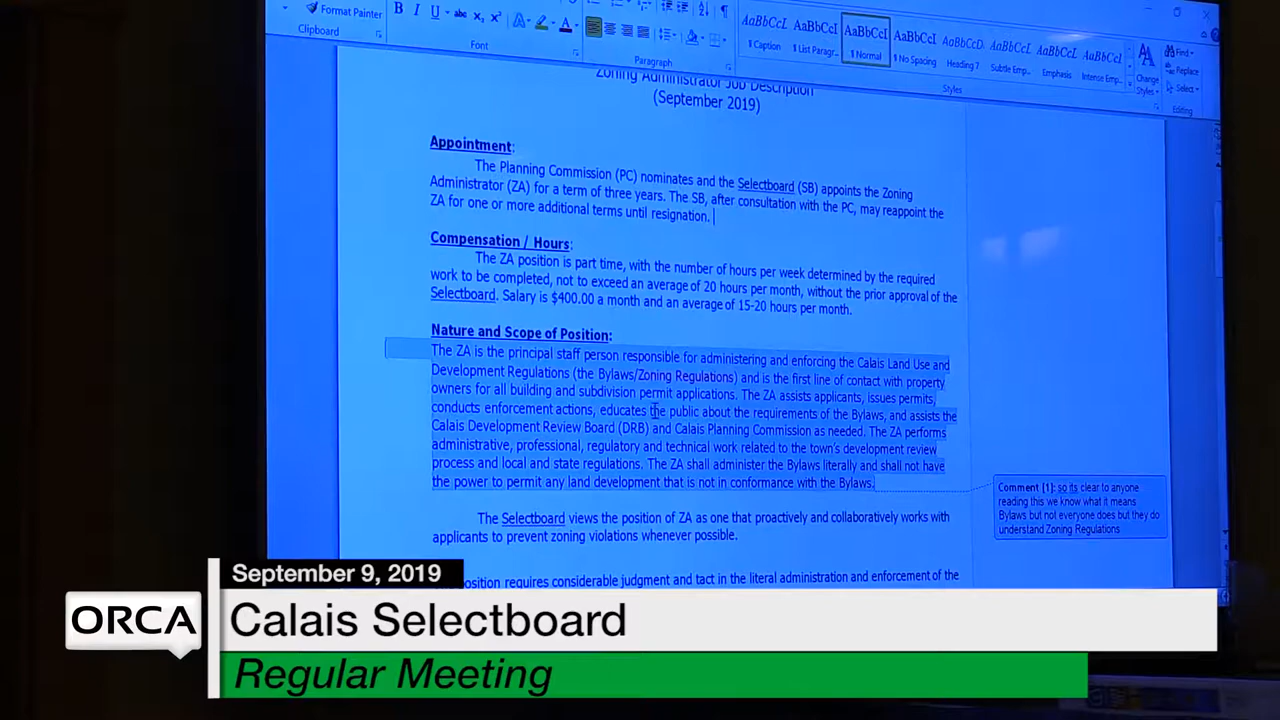 Format Painter
Clipboard
B I U abc x₂ x²
Font
Paragraph
AaBbCcL AaBbCcI AaBbCcI AaBbCcI AaBbCcD AaBbCcL AaBbCcL AaBbCcI
¶ Caption ¶ List Paragr... ¶ Normal ¶ No Spacing Heading 7 Subtle Emp... Emphasis Intense Emp...
Change
Styles
Styles
Find
Replace
Select
Editing
Zoning Administrator Job Description
(September 2019)
Appointment:
The Planning Commission (PC) nominates and the Selectboard (SB) appoints the Zoning
Administrator (ZA) for a term of three years. The SB, after consultation with the PC, may reappoint the
ZA for one or more additional terms until resignation.
Compensation / Hours:
The ZA position is part time, with the number of hours per week determined by the required
work to be completed, not to exceed an average of 20 hours per month, without the prior approval of the
Selectboard. Salary is $400.00 a month and an average of 15-20 hours per month.
Nature and Scope of Position:
The ZA is the principal staff person responsible for administering and enforcing the Calais Land Use and
Development Regulations (the Bylaws/Zoning Regulations) and is the first line of contact with property
owners for all building and subdivision permit applications. The ZA assists applicants, issues permits,
conducts enforcement actions, educates the public about the requirements of the Bylaws, and assists the
Calais Development Review Board (DRB) and Calais Planning Commission as needed. The ZA performs
administrative, professional, regulatory and technical work related to the town's development review
process and local and state regulations. The ZA shall administer the Bylaws literally and shall not have
the power to permit any land development that is not in conformance with the Bylaws.
Comment [1]: so its clear to anyone
reading this we know what it means
Bylaws but not everyone does but they do
understand Zoning Regulations
The Selectboard views the position of ZA as one that proactively and collaboratively works with
applicants to prevent zoning violations whenever possible.
position requires considerable judgment and tact in the literal administration and enforcement of the
September 9, 2019
ORCA
Calais Selectboard
Regular Meeting